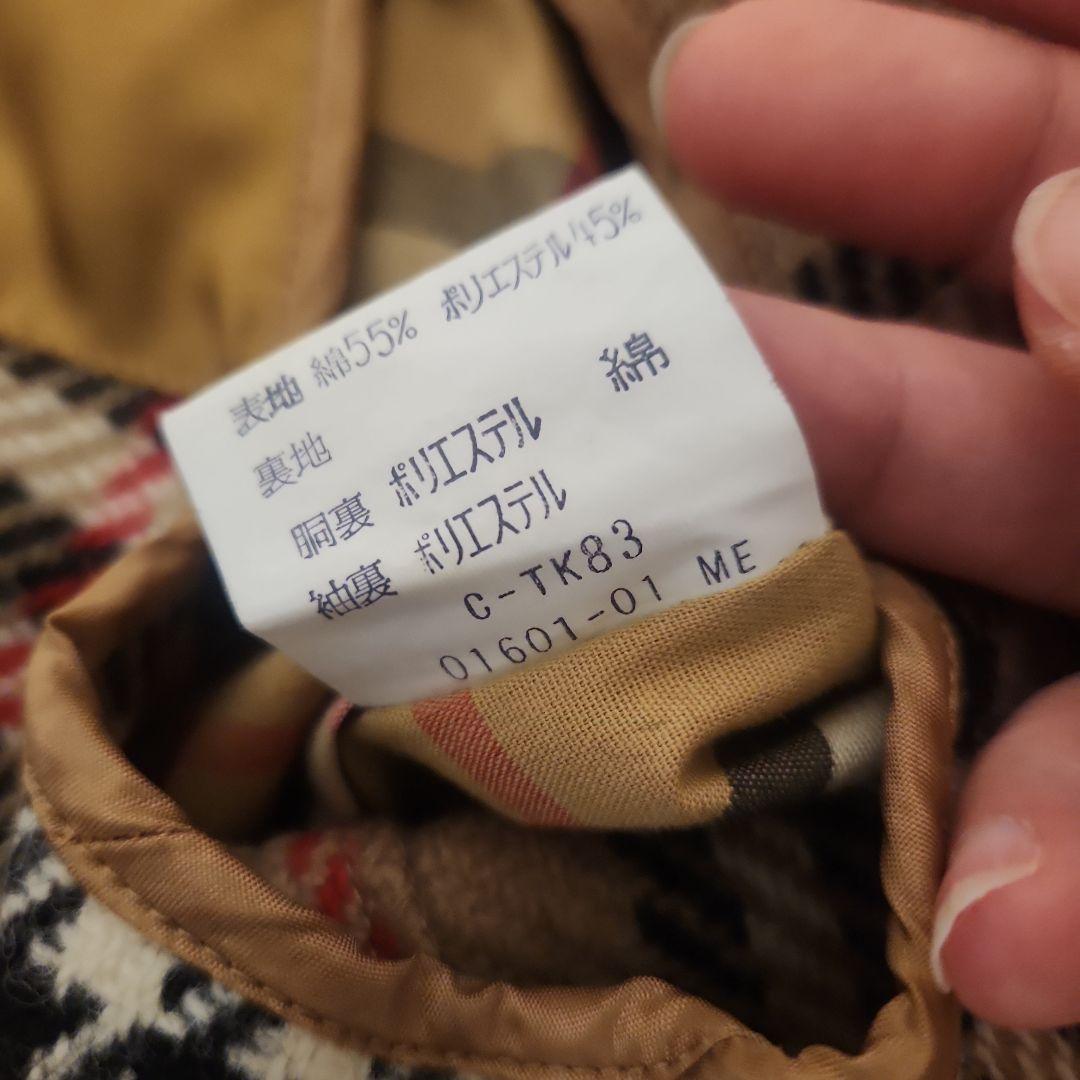 表地 綿55% ポリエステル45%
裏地
胴裏 ポリエステル 綿
袖裏 ポリエステル
C-TK83
01601-01 ME